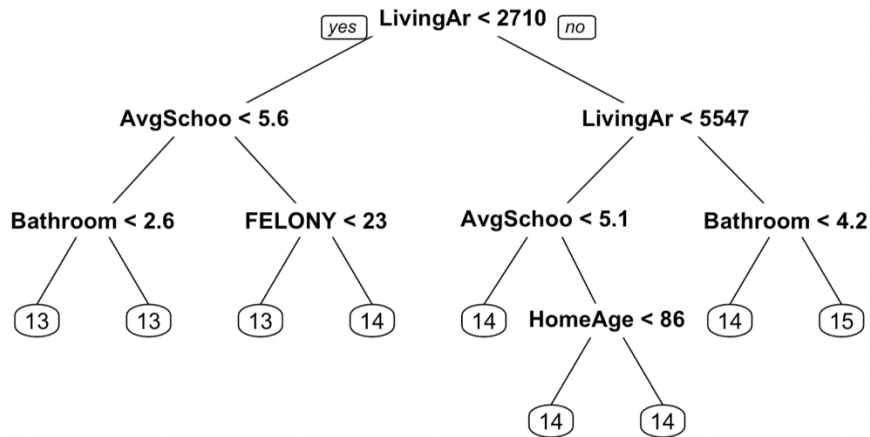 LivingAr < 2710
yes
no
AvgSchoo < 5.6
LivingAr < 5547
Bathroom < 2.6
FELONY < 23
AvgSchoo < 5.1
Bathroom < 4.2
13
13
13
14
14
HomeAge < 86
14
15
14
14